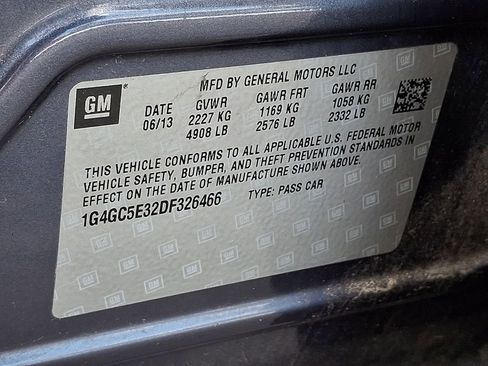 MFD BY GENERAL MOTORS LLC
GM
DATE GVWR GAWR FRT GAWR RR
06/13 2227 KG 1169 KG 1058 KG
4908 LB 2576 LB 2332 LB
THIS VEHICLE CONFORMS TO ALL APPLICABLE U.S. FEDERAL MOTOR
VEHICLE SAFETY, BUMPER, AND THEFT PREVENTION STANDARDS IN
EFFECT ON THE DATE OF MANUFACTURE SHOWN ABOVE.
1G4GC5E32DF326466 TYPE: PASS CAR